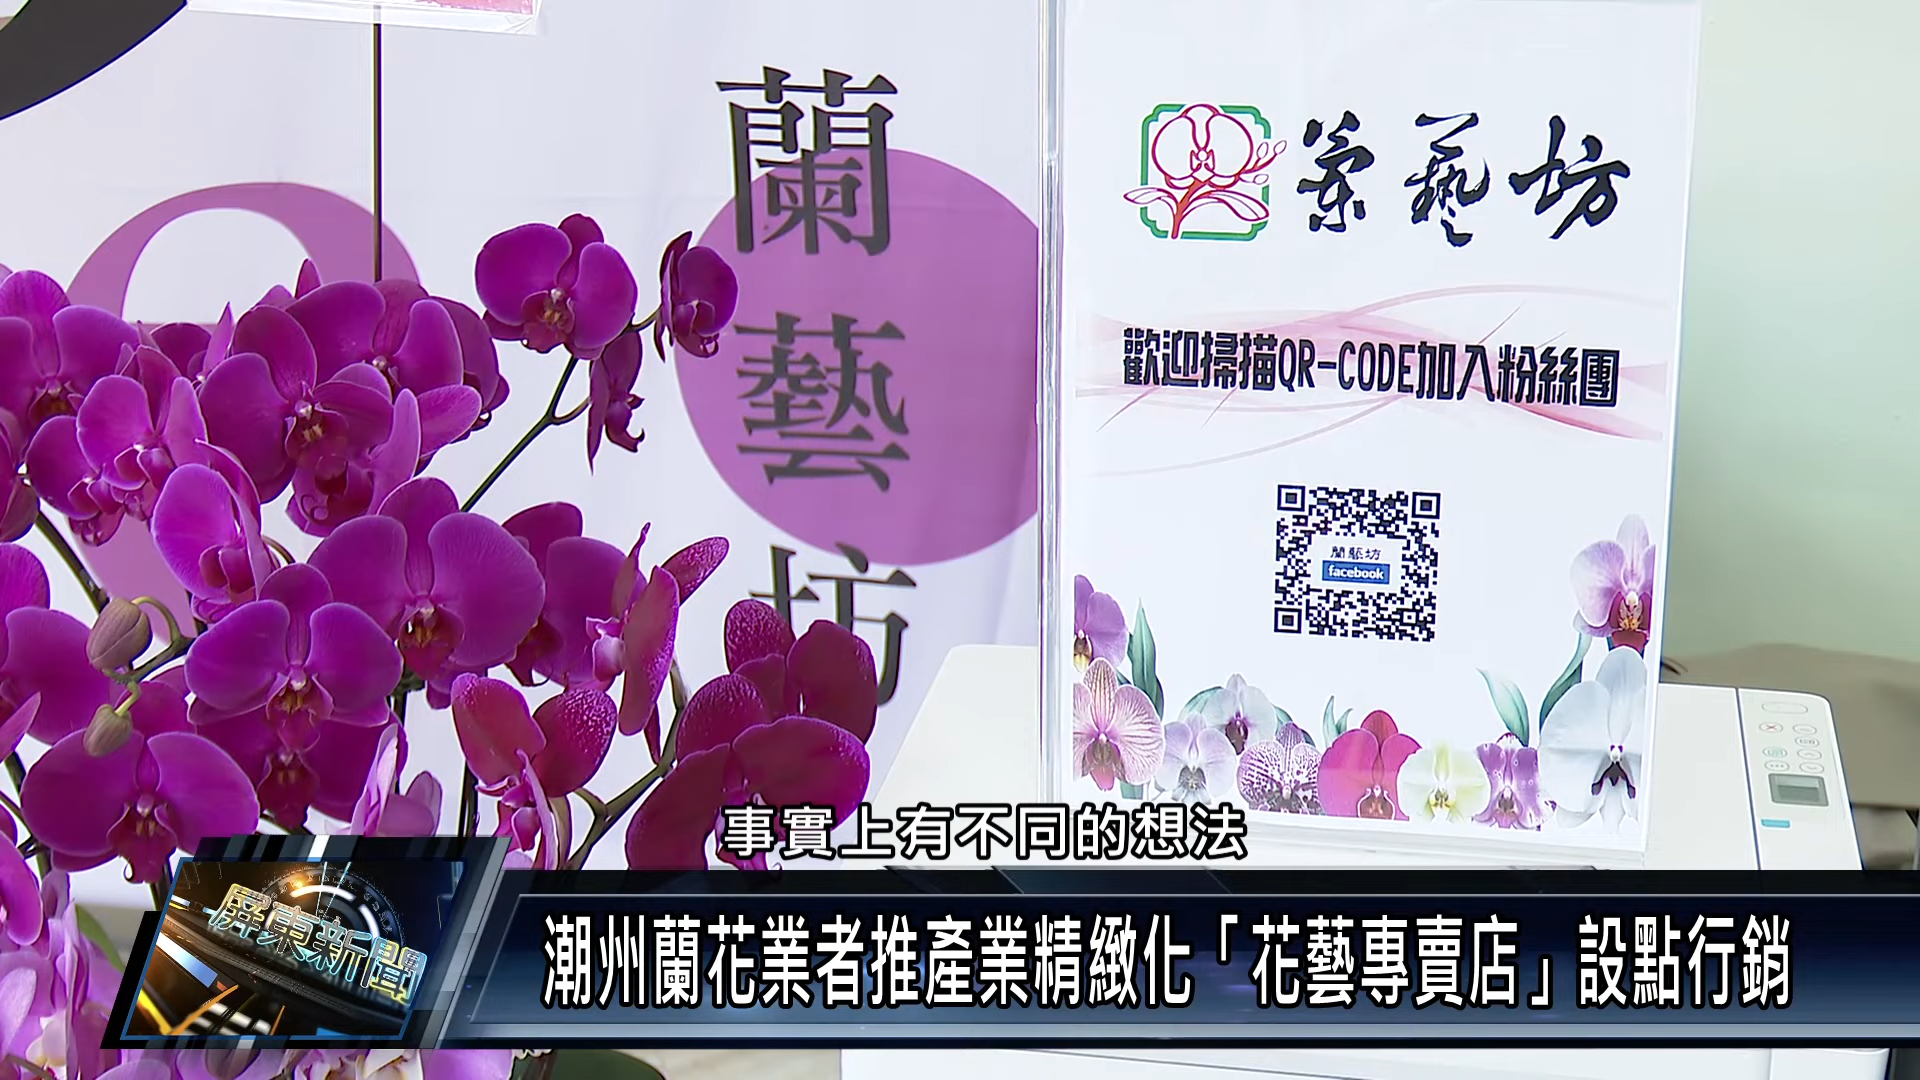 蘭藝坊
蘭藝坊
歡迎掃描QR-CODE加入粉絲團
蘭藝坊
facebook
事實上有不同的想法
屏東新聞
潮州蘭花業者推產業精緻化「花藝專賣店」設點行銷